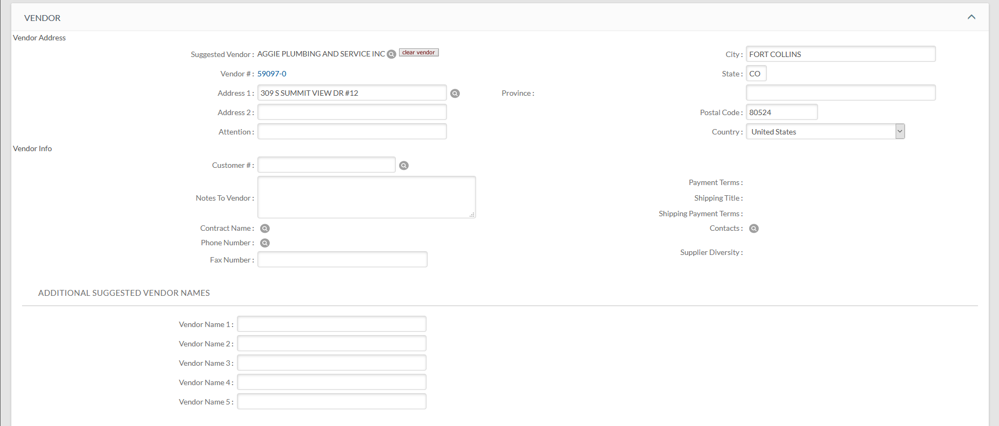 VENDOR
Vendor Address
Suggested Vendor : AGGIE PLUMBING AND SERVICE INC clear vendor City : FORT COLLINS
Vendor # : 59097-0 State : CO
Address 1 : 309 S SUMMIT VIEW DR #12 Province :
Address 2 : Postal Code : 80524
Attention : Country : United States
Vendor Info
Customer # :
Payment Terms :
Notes To Vendor : Shipping Title :
Shipping Payment Terms :
Contract Name : Contacts :
Phone Number :
Supplier Diversity :
Fax Number :
ADDITIONAL SUGGESTED VENDOR NAMES
Vendor Name 1 :
Vendor Name 2 :
Vendor Name 3 :
Vendor Name 4 :
Vendor Name 5 :